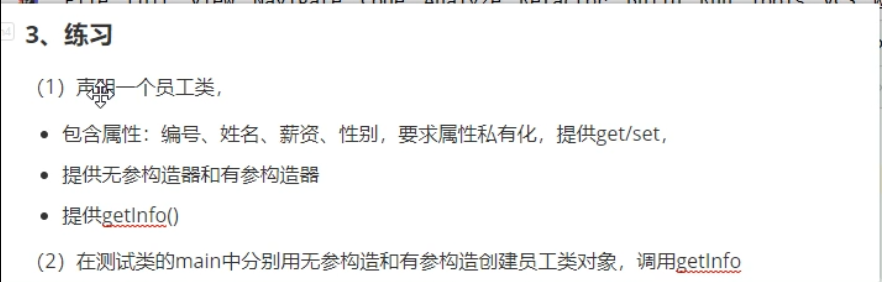 3、练习
（1）声明一个员工类，
包含属性：编号、姓名、薪资、性别，要求属性私有化，提供get/set，
提供无参构造器和有参构造器
提供getInfo()
（2）在测试类的main中分别用无参构造和有参构造创建员工类对象，调用getInfo